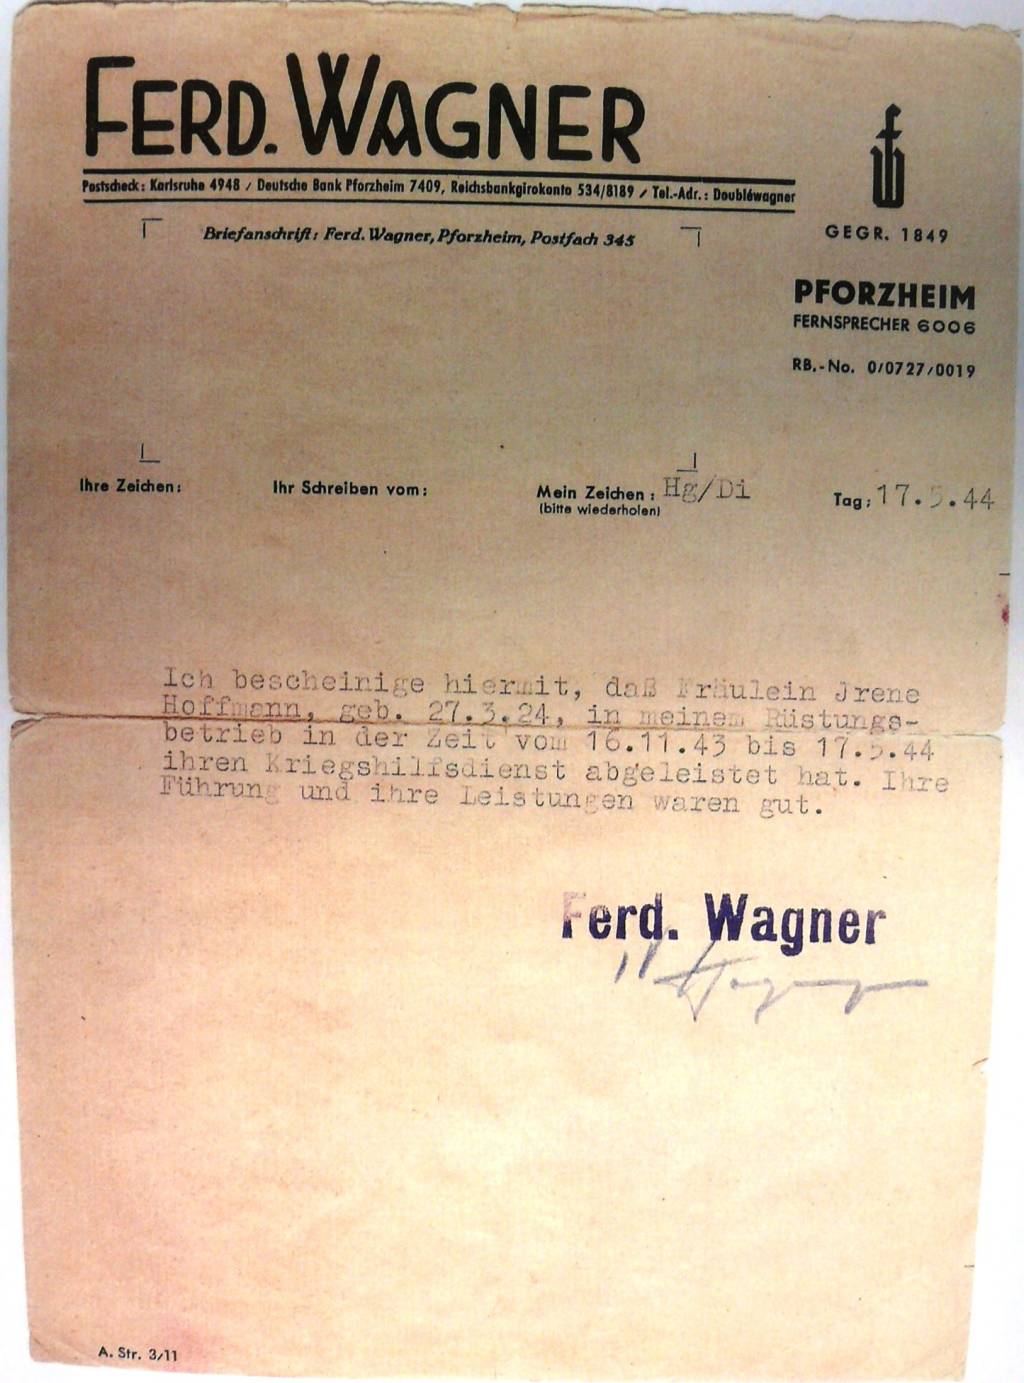 FERD. WAGNER
Postscheck: Karlsruhe 4948 / Deutsche Bank Pforzheim 7409, Reichsbankgirokonto 534/8189 / Tel.-Adr.: Doubléwagner
Briefanschrift: Ferd. Wagner, Pforzheim, Postfach 345
GEGR. 1849
PFORZHEIM
FERNSPRECHER 6006
RB.-No. 0/0727/0019
Ihre Zeichen: Ihr Schreiben vom: Mein Zeichen: Hg/Di Tag: 17.5.44
(bitte wiederholen)
Ich bescheinige hiermit, daß Fräulein Jrene
Hoffmann, geb. 27.3.24, in meinem Rüstungs-
betrieb in der Zeit vom 16.11.43 bis 17.5.44
ihren Kriegshilfsdienst abgeleistet hat. Ihre
Führung und ihre Leistungen waren gut.
Ferd. Wagner
A. Str. 3/11